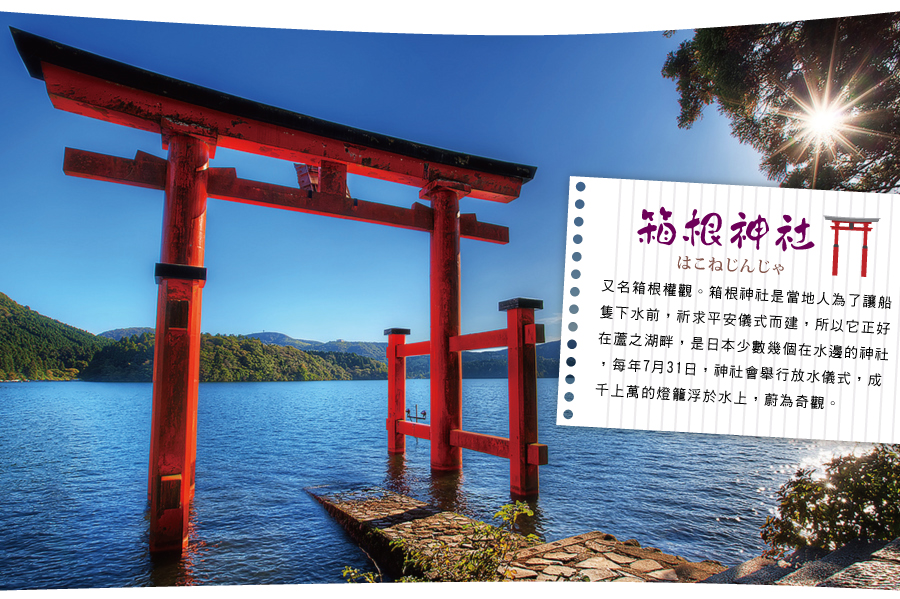 箱根神社
はこねじんじゃ
又名箱根權觀。箱根神社是當地人為了讓船
隻下水前，祈求平安儀式而建，所以它正好
在蘆之湖畔，是日本少數幾個在水邊的神社
，每年7月31日，神社會舉行放水儀式，成
千上萬的燈籠浮於水上，蔚為奇觀。